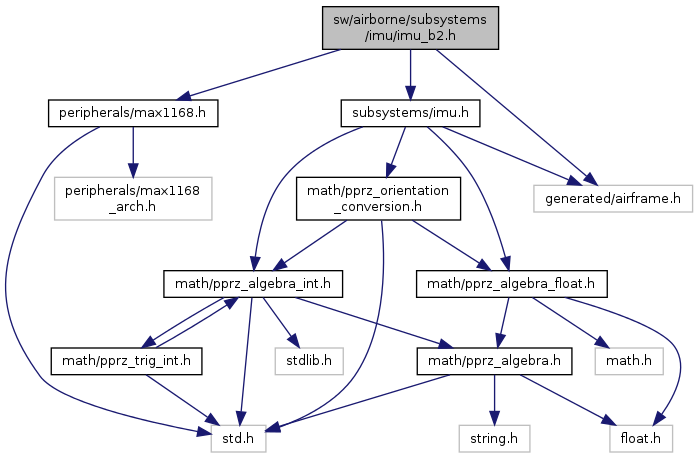 sw/airborne/subsystems
/imu/imu_b2.h
peripherals/max1168.h
subsystems/imu.h
peripherals/max1168
_arch.h
math/pprz_orientation
_conversion.h
generated/airframe.h
math/pprz_algebra_int.h
math/pprz_algebra_float.h
math/pprz_trig_int.h
stdlib.h
math/pprz_algebra.h
math.h
std.h
string.h
float.h